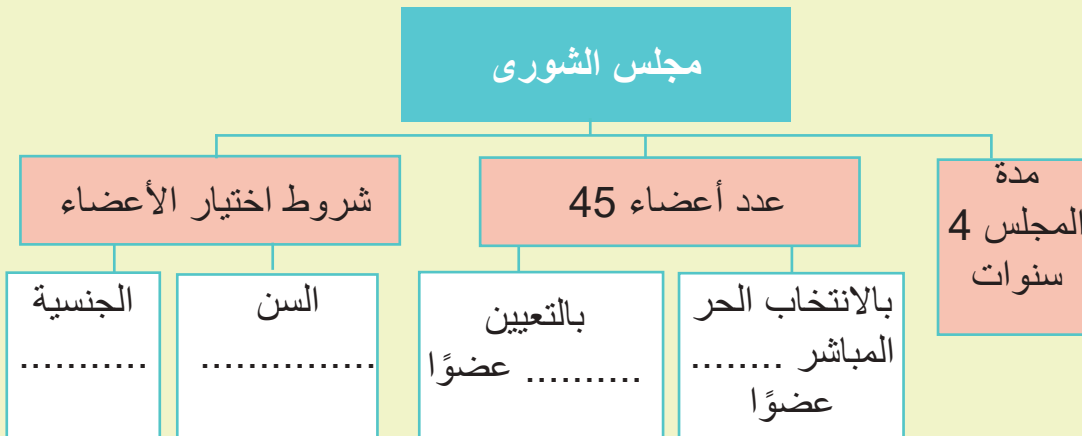 مجلس الشورى
مدة
المجلس 4
سنوات
عدد أعضاء 45
شروط اختيار الأعضاء
بالانتخاب الحر
المباشر ........
عضوًا
بالتعيين
.......... عضوًا
السن
...............
الجنسية
...........